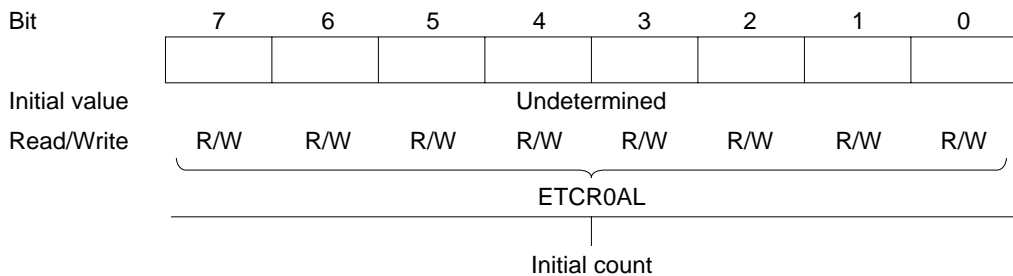 Bit 7 6 5 4 3 2 1 0
Initial value Undetermined
Read/Write R/W R/W R/W R/W R/W R/W R/W R/W
ETCR0AL
Initial count